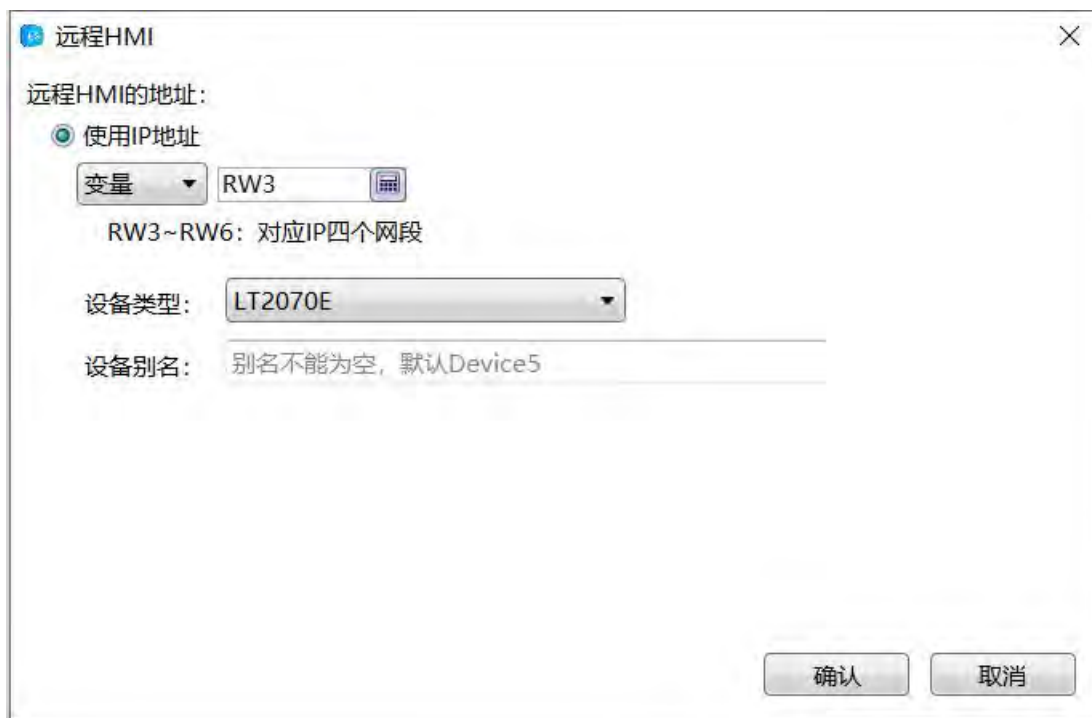 远程HMI
远程HMI的地址：
使用IP地址
变量 RW3
RW3~RW6：对应IP四个网段
设备类型： LT2070E
设备别名： 别名不能为空，默认Device5
确认 取消